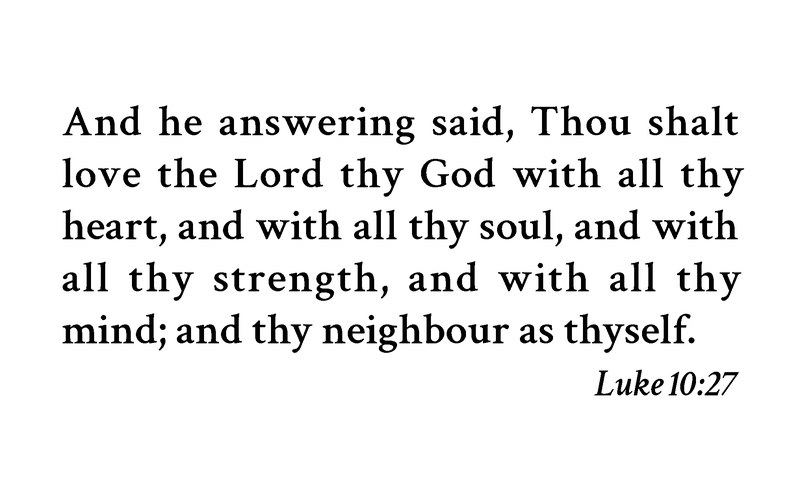 And he answering said, Thou shalt
love the Lord thy God with all thy
heart, and with all thy soul, and with
all thy strength, and with all thy
mind; and thy neighbour as thyself.
Luke 10:27